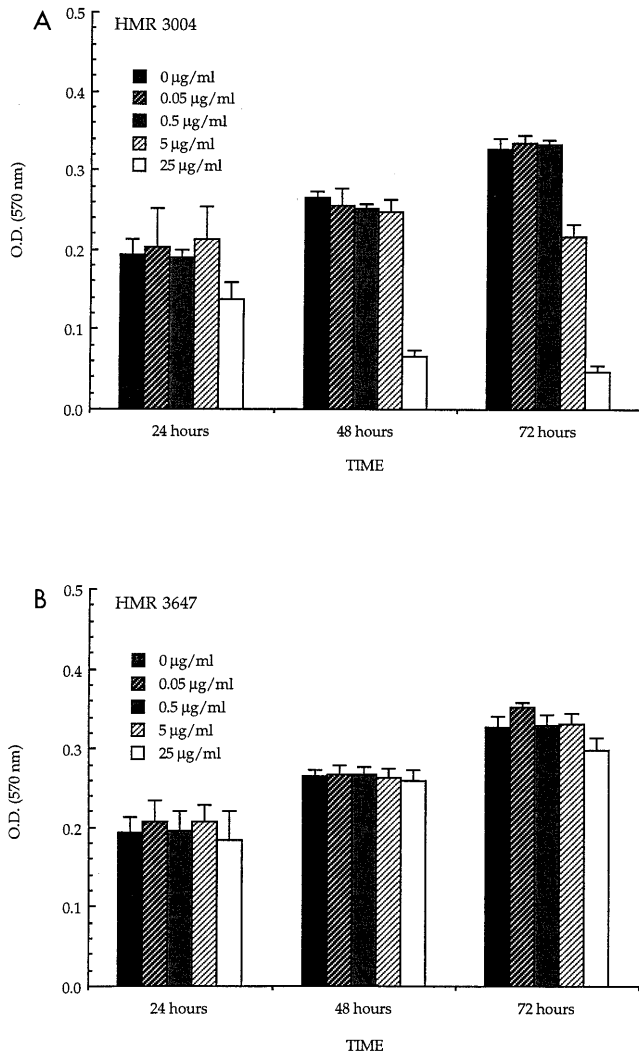 A
HMR 3004
0 µg/ml
0.05 µg/ml
0.5 µg/ml
5 µg/ml
25 µg/ml
O.D. (570 nm)
0.5
0.4
0.3
0.2
0.1
0.0
24 hours
48 hours
72 hours
TIME
B
HMR 3647
0 µg/ml
0.05 µg/ml
0.5 µg/ml
5 µg/ml
25 µg/ml
O.D. (570 nm)
0.5
0.4
0.3
0.2
0.1
0.0
24 hours
48 hours
72 hours
TIME